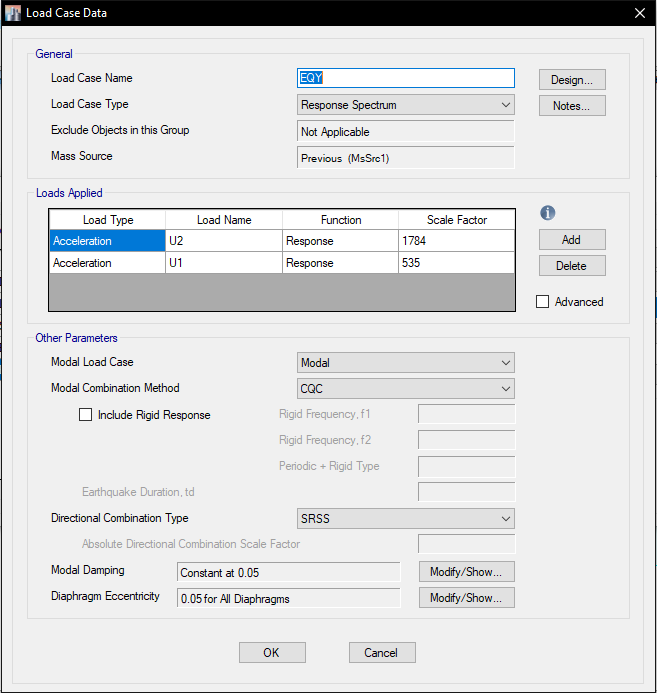 Load Case Data
General
Load Case Name EQY Design...
Load Case Type Response Spectrum Notes...
Exclude Objects in this Group Not Applicable
Mass Source Previous (MsSrc1)
Loads Applied
Load Type Load Name Function Scale Factor
Acceleration U2 Response 1784 Add
Acceleration U1 Response 535 Delete
Advanced
Other Parameters
Modal Load Case Modal
Modal Combination Method CQC
Include Rigid Response Rigid Frequency, f1
Rigid Frequency, f2
Periodic + Rigid Type
Earthquake Duration, td
Directional Combination Type SRSS
Absolute Directional Combination Scale Factor
Modal Damping Constant at 0.05 Modify/Show...
Diaphragm Eccentricity 0.05 for All Diaphragms Modify/Show...
OK Cancel